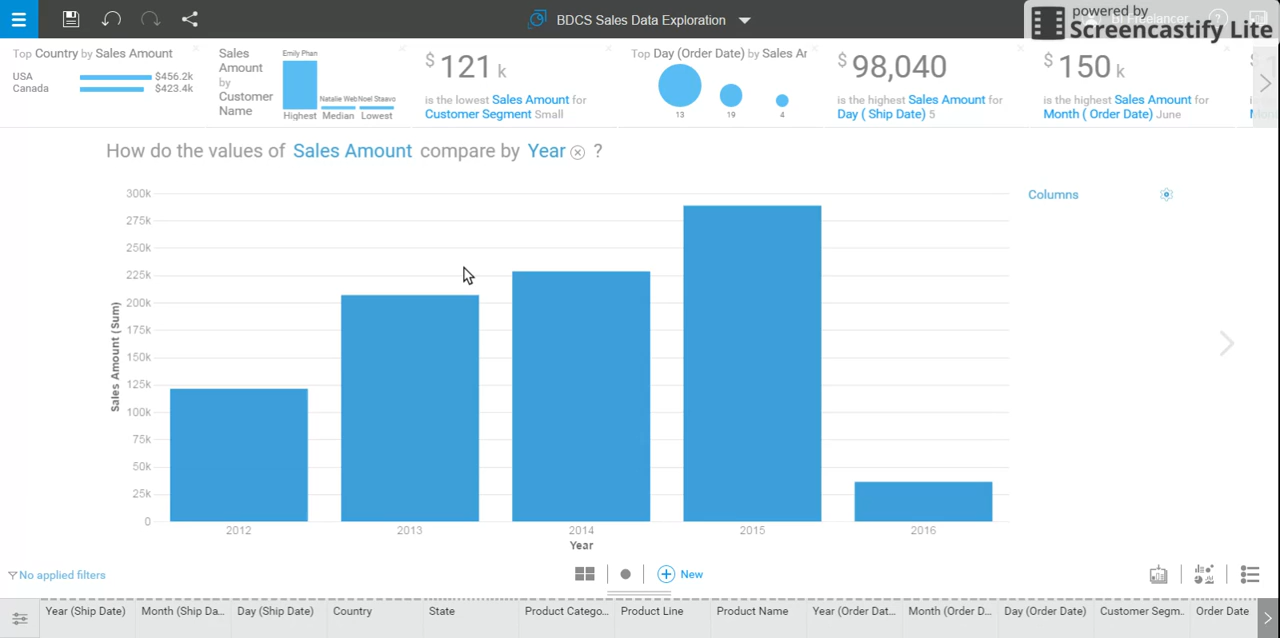 BDCS Sales Data Exploration
powered by
Screencastify Lite
Top Country by Sales Amount
USA $456.2k
Canada $423.4k
Sales
Amount
by
Customer
Name
Emily Phan
Natalie Web Noel Staavo
Highest Median Lowest
$ 121 k
is the lowest Sales Amount for
Customer Segment Small
Top Day (Order Date) by Sales Ar
13 19 4
$ 98,040
is the highest Sales Amount for
Day ( Ship Date) 5
$ 150 k
is the highest Sales Amount for
Month ( Order Date) June
How do the values of Sales Amount compare by Year ?
Columns
300k
275k
250k
225k
200k
175k
150k
125k
100k
75k
50k
25k
0
Sales Amount (Sum)
2012 2013 2014 2015 2016
Year
No applied filters
New
Year (Ship Date) Month (Ship Da... Day (Ship Date) Country State Product Catego... Product Line Product Name Year (Order Dat... Month (Order D... Day (Order Date) Customer Segm.. Order Date